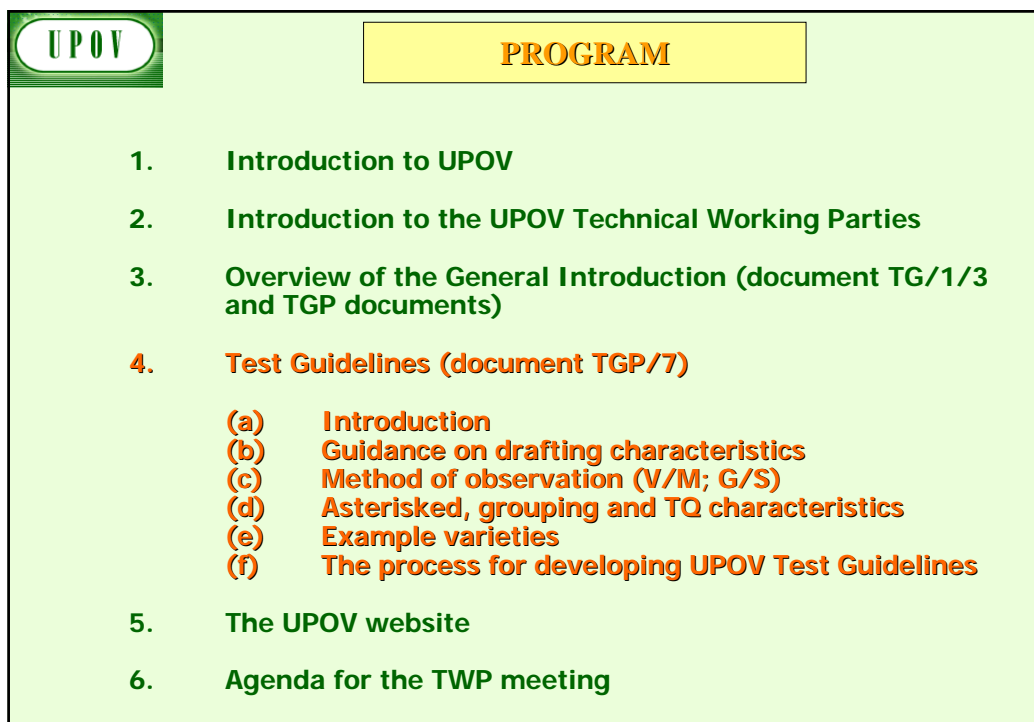 UPOV
PROGRAM
1. Introduction to UPOV
2. Introduction to the UPOV Technical Working Parties
3. Overview of the General Introduction (document TG/1/3
and TGP documents)
4. Test Guidelines (document TGP/7)
(a) Introduction
(b) Guidance on drafting characteristics
(c) Method of observation (V/M; G/S)
(d) Asterisked, grouping and TQ characteristics
(e) Example varieties
(f) The process for developing UPOV Test Guidelines
5. The UPOV website
6. Agenda for the TWP meeting